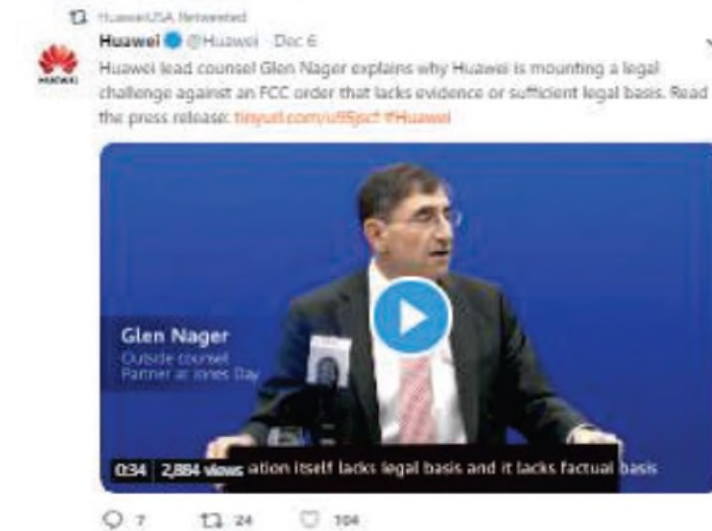 HuaweiUSA Retweeted
Huawei @Huawei · Dec 6
Huawei lead counsel Glen Nager explains why Huawei is mounting a legal
challenge against an FCC order that lacks evidence or sufficient legal basis. Read
the press release: #Huawei
HUAWEI
Glen Nager
Outside counsel
Partner at Jones Day
0:34 2,884 views ation itself lacks legal basis and it lacks factual basis
7 24 104